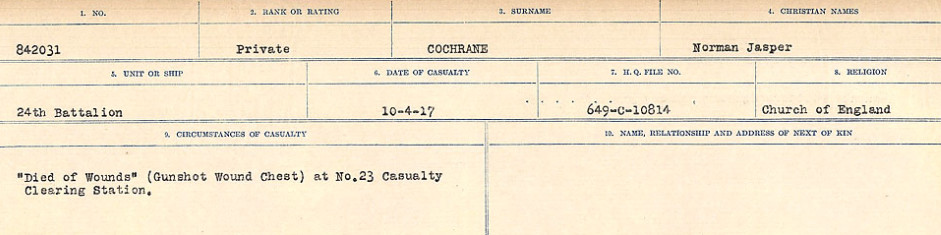 1. NO. 2. RANK OR RATING 3. SURNAME 4. CHRISTIAN NAMES
842031 Private COCHRANE Norman Jasper
5. UNIT OR SHIP 6. DATE OF CASUALTY 7. H. Q. FILE NO. 8. RELIGION
24th Battalion 10-4-17 649-C-10814 Church of England
9. CIRCUMSTANCES OF CASUALTY 10. NAME, RELATIONSHIP AND ADDRESS OF NEXT OF KIN
"Died of Wounds" (Gunshot Wound Chest) at No.23 Casualty
Clearing Station.